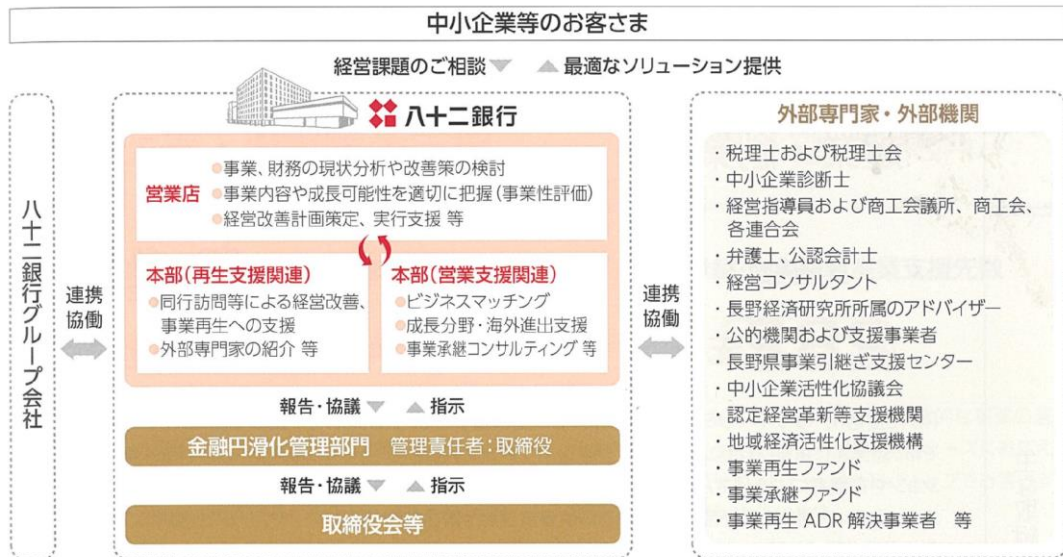 中小企業等のお客さま
経営課題のご相談▼ ▲最適なソリューション提供
八十二銀行グループ会社
連携
協働
八十二銀行
営業店
●事業、財務の現状分析や改善策の検討
●事業内容や成長可能性を適切に把握(事業性評価)
●経営改善計画策定、実行支援 等
本部(再生支援関連)
●同行訪問等による経営改善、
事業再生への支援
●外部専門家の紹介 等
本部(営業支援関連)
●ビジネスマッチング
●成長分野・海外進出支援
●事業承継コンサルティング 等
報告・協議▼ ▲指示
金融円滑化管理部門 管理責任者:取締役
報告・協議▼ ▲指示
取締役会等
連携
協働
外部専門家・外部機関
・税理士および税理士会
・中小企業診断士
・経営指導員および商工会議所、商工会、
各連合会
・弁護士、公認会計士
・経営コンサルタント
・長野経済研究所所属のアドバイザー
・公的機関および支援事業者
・長野県事業引継ぎ支援センター
・中小企業活性化協議会
・認定経営革新等支援機関
・地域経済活性化支援機構
・事業再生ファンド
・事業承継ファンド
・事業再生 ADR 解決事業者 等